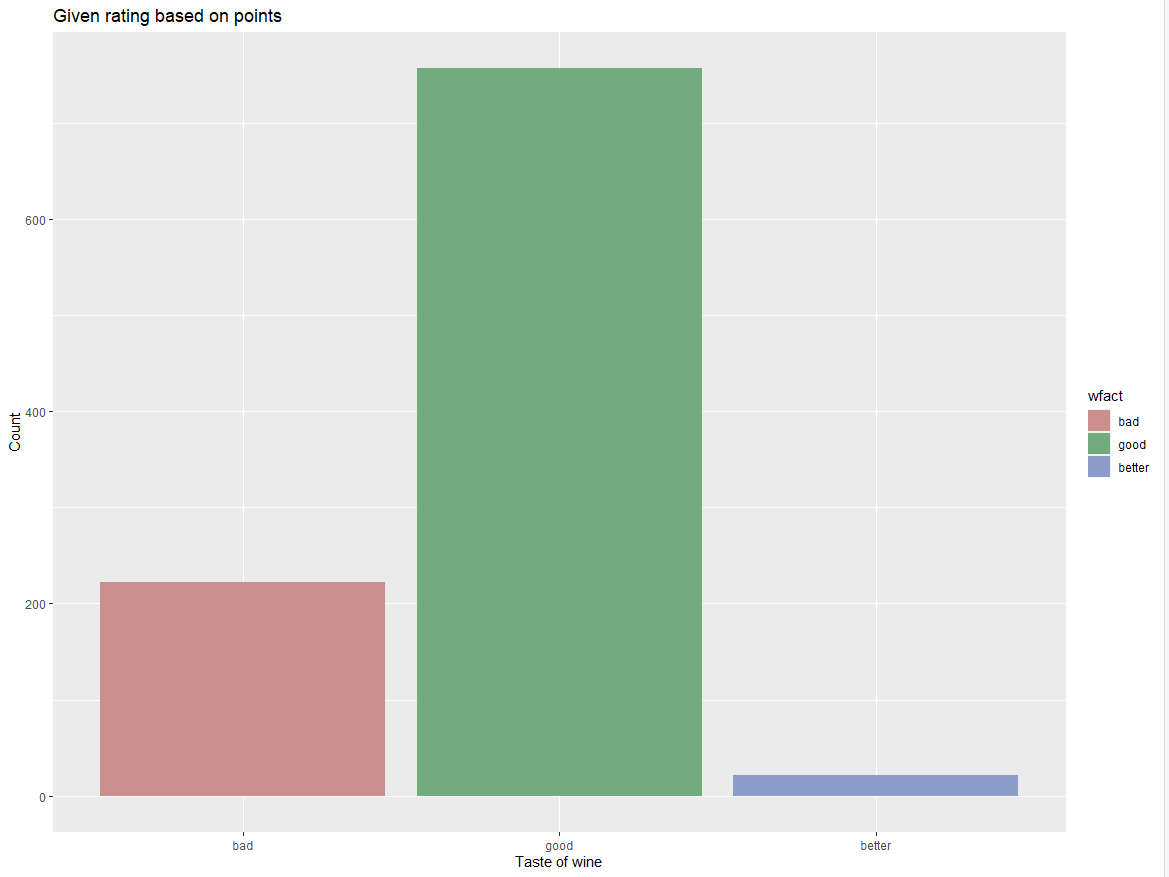 Given rating based on points
Count
600
400
200
0
bad
good
better
Taste of wine
wfact
bad
good
better